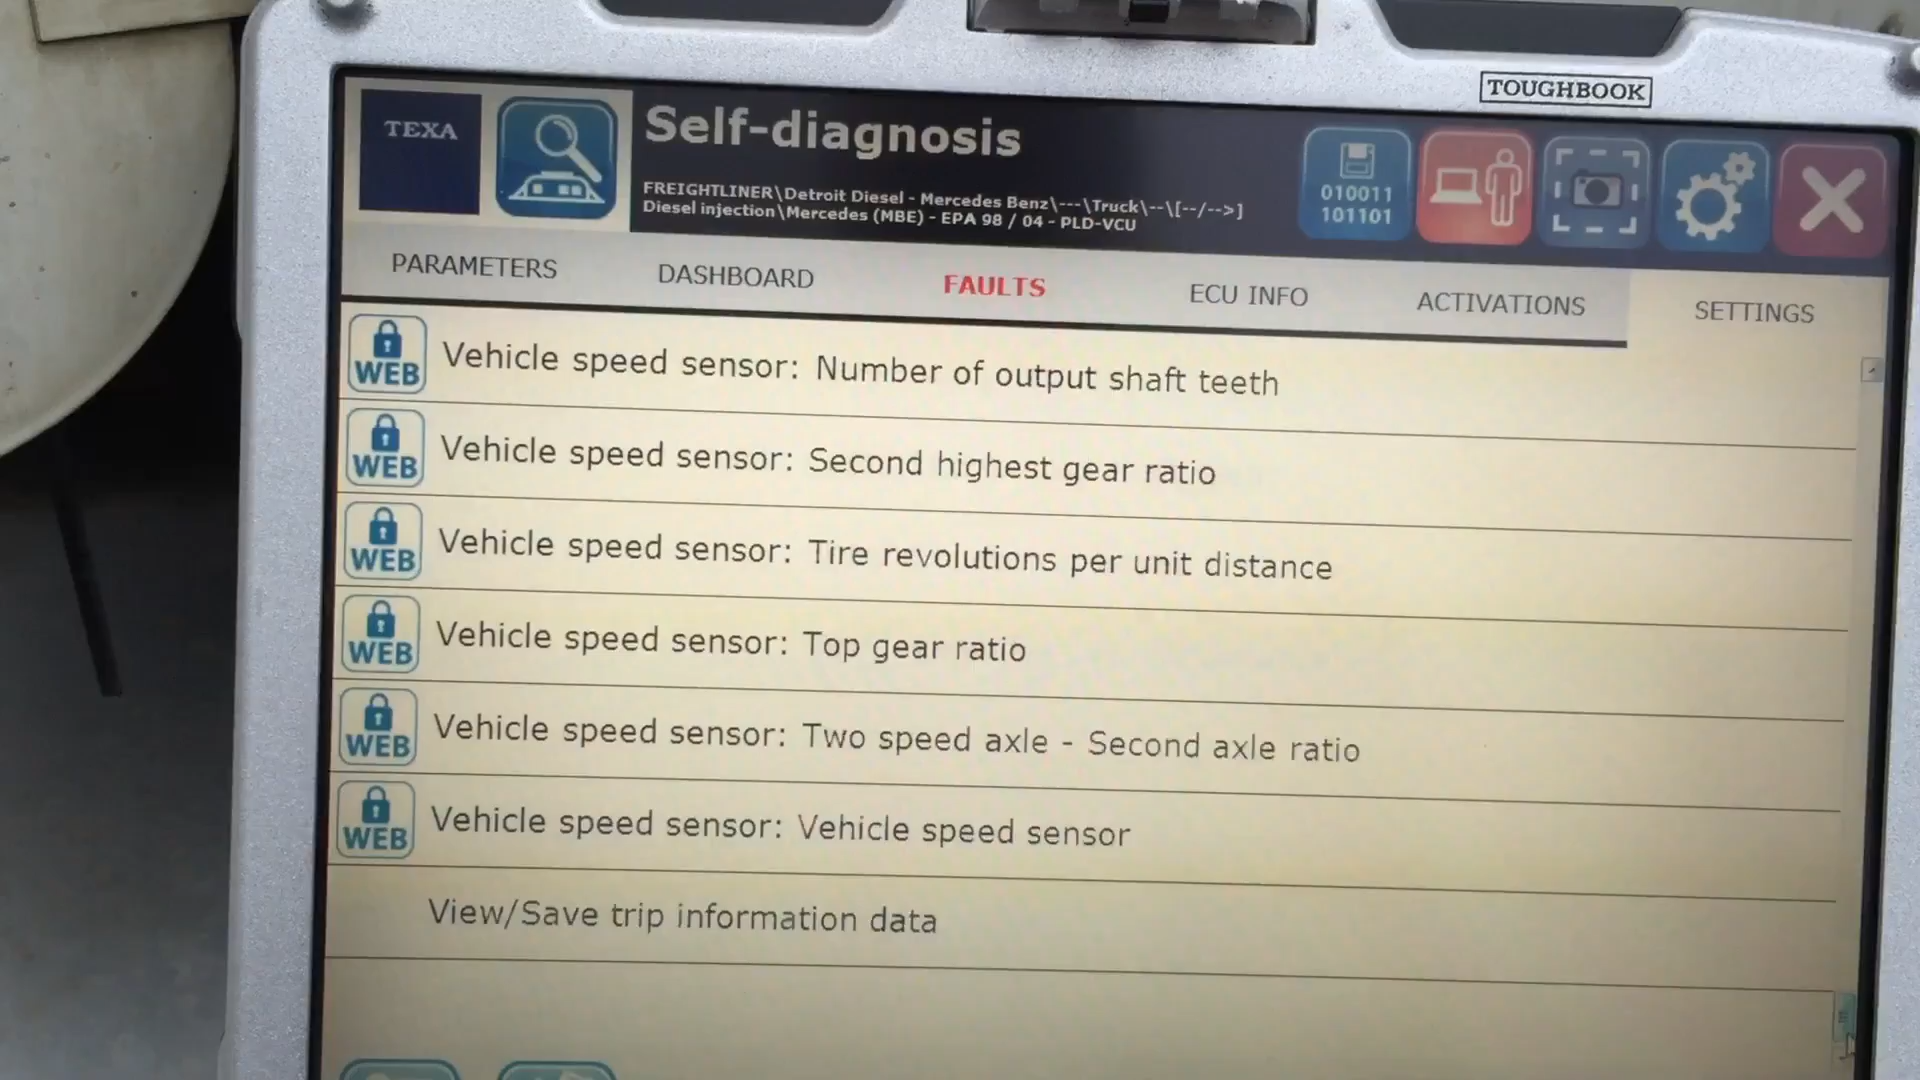 TOUGHBOOK
TEXA
Self-diagnosis
FREIGHTLINER\Detroit Diesel - Mercedes Benz\---\Truck\--\[--/-->]
Diesel injection\Mercedes (MBE) - EPA 98 / 04 - PLD-VCU
010011
101101
PARAMETERS DASHBOARD FAULTS ECU INFO ACTIVATIONS SETTINGS
WEB Vehicle speed sensor: Number of output shaft teeth
WEB Vehicle speed sensor: Second highest gear ratio
WEB Vehicle speed sensor: Tire revolutions per unit distance
WEB Vehicle speed sensor: Top gear ratio
WEB Vehicle speed sensor: Two speed axle - Second axle ratio
WEB Vehicle speed sensor: Vehicle speed sensor
View/Save trip information data